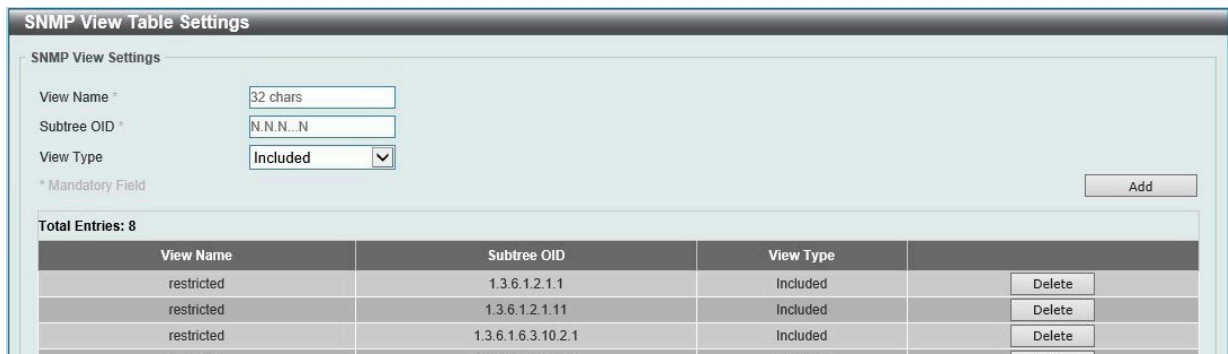 SNMP View Table Settings
SNMP View Settings
View Name * 32 chars
Subtree OID * N.N.N...N
View Type Included
* Mandatory Field Add
Total Entries: 8
View Name Subtree OID View Type
restricted 1.3.6.1.2.1.1 Included Delete
restricted 1.3.6.1.2.1.11 Included Delete
restricted 1.3.6.1.6.3.10.2.1 Included Delete